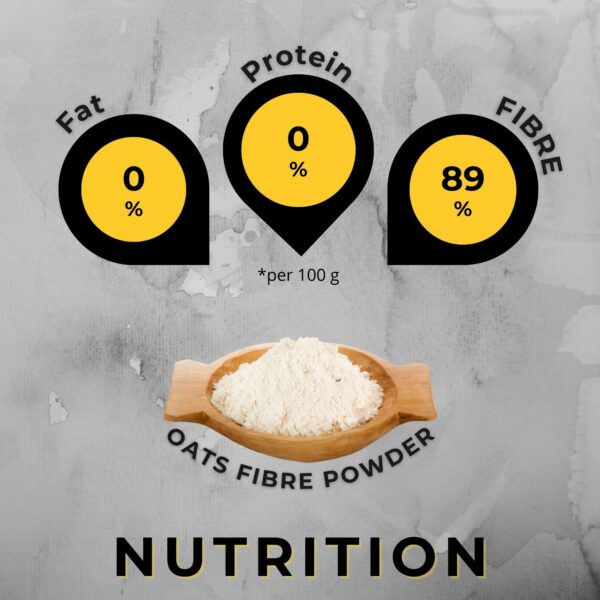 Fat
0
%
Protein
0
%
FIBRE
89
%
*per 100 g
OATS FIBRE POWDER
NUTRITION